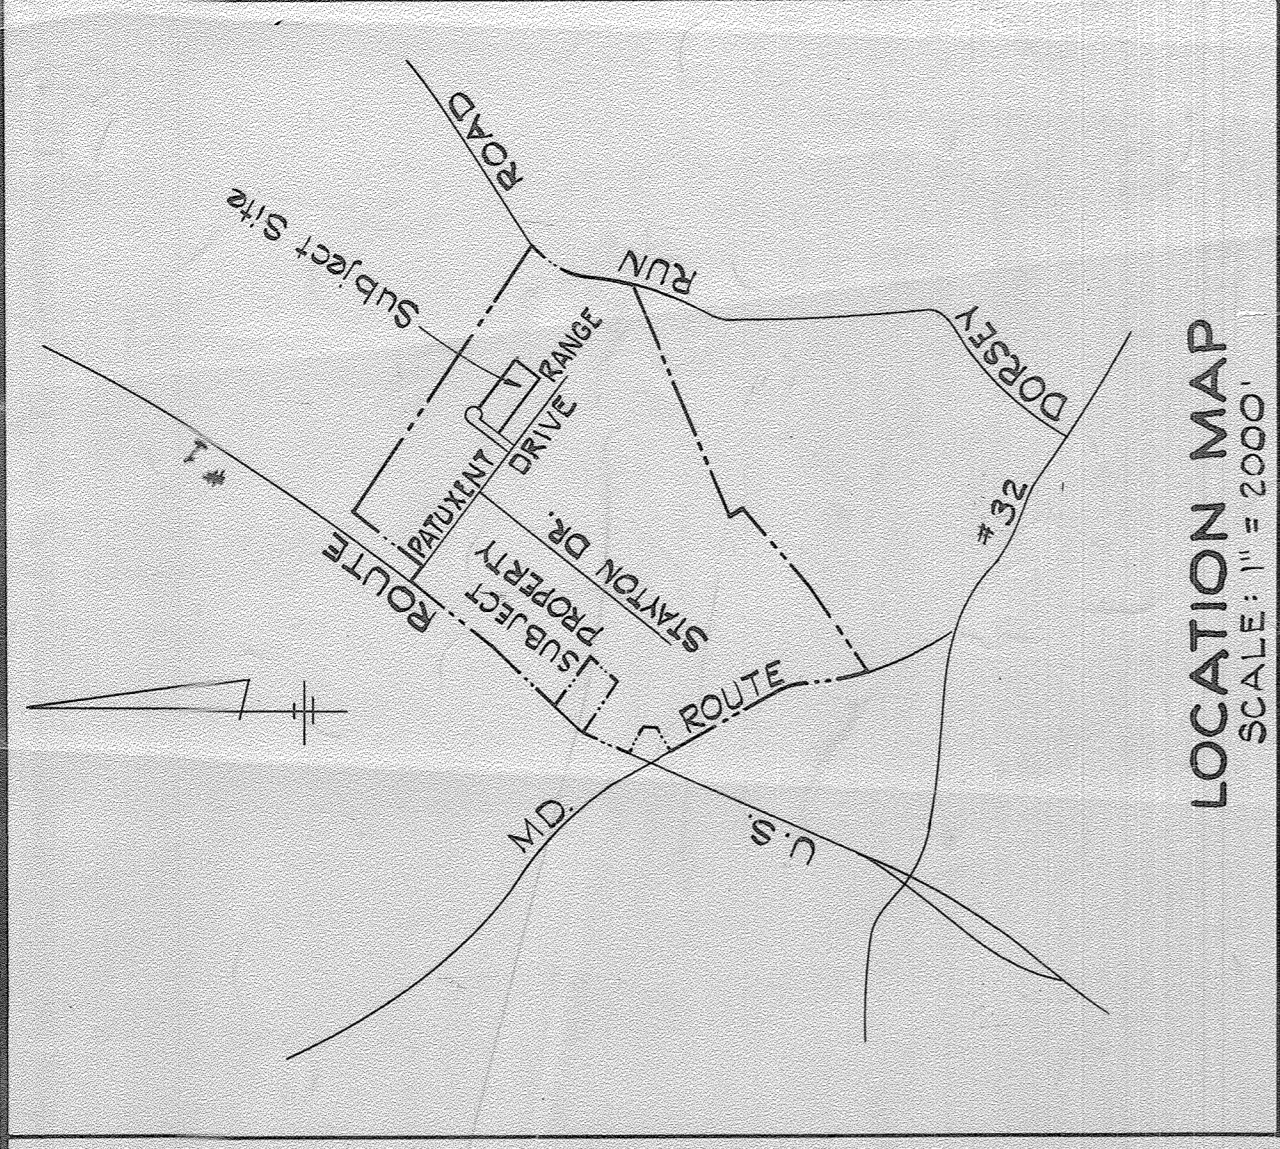 U.S. ROUTE #1
MD. ROUTE #32
DORSEY RUN ROAD
Subject Site
PATUXENT RANGE
DRIVE
STAYTON DR.
SUBJECT
PROPERTY
LOCATION MAP
SCALE: 1" = 2000'